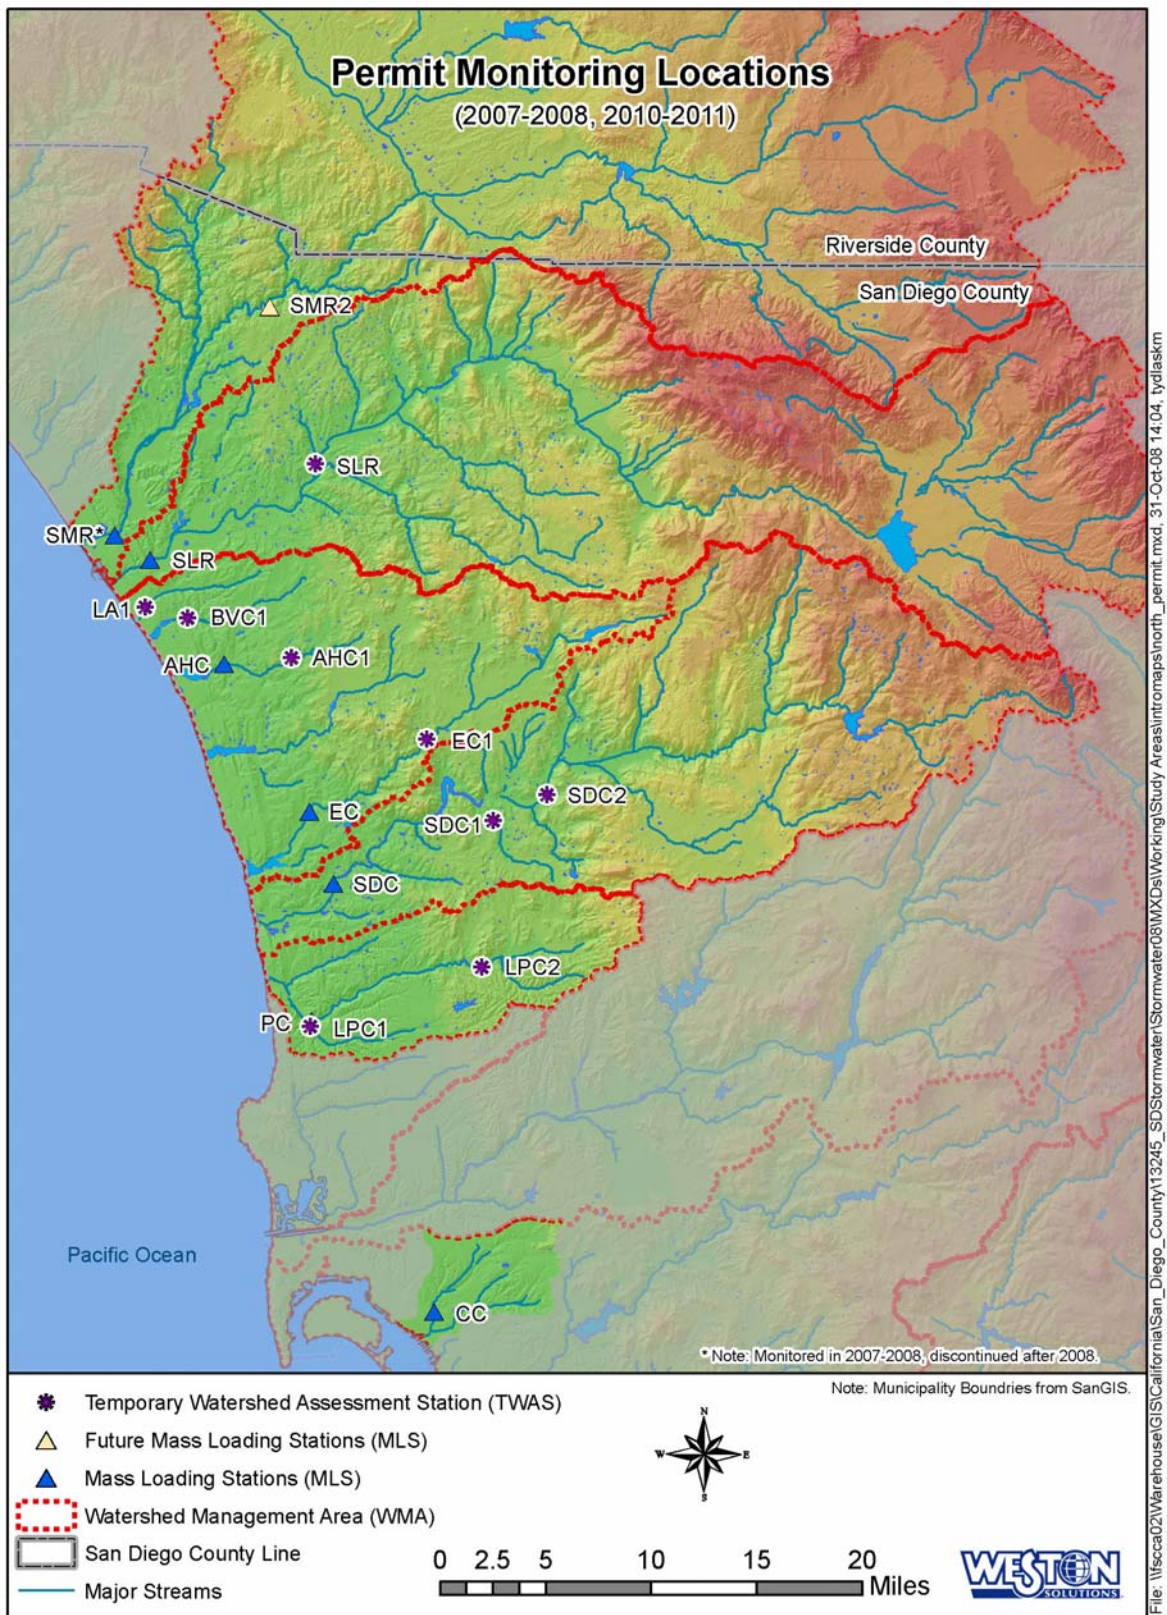 Permit Monitoring Locations
(2007-2008, 2010-2011)
Riverside County
San Diego County
SMR2
SLR
SMR*
SLR
LA1
BVC1
AHC
AHC1
EC1
SDC2
EC
SDC1
SDC
LPC2
PC
LPC1
Pacific Ocean
CC
* Note: Monitored in 2007-2008, discontinued after 2008.
Note: Municipality Boundries from SanGIS.
Temporary Watershed Assessment Station (TWAS)
Future Mass Loading Stations (MLS)
Mass Loading Stations (MLS)
Watershed Management Area (WMA)
San Diego County Line
Major Streams
N
W E
S
0 2.5 5 10 15 20
Miles
WESTON
SOLUTIONS
File: \\fscca02\Warehouse\GIS\California\San_Diego_County\13245_SDStormwater\Stormwater08\MXDs\Working\Study Areas\intromaps\north_permit.mxd, 31-Oct-08 14:04, tydlaskm